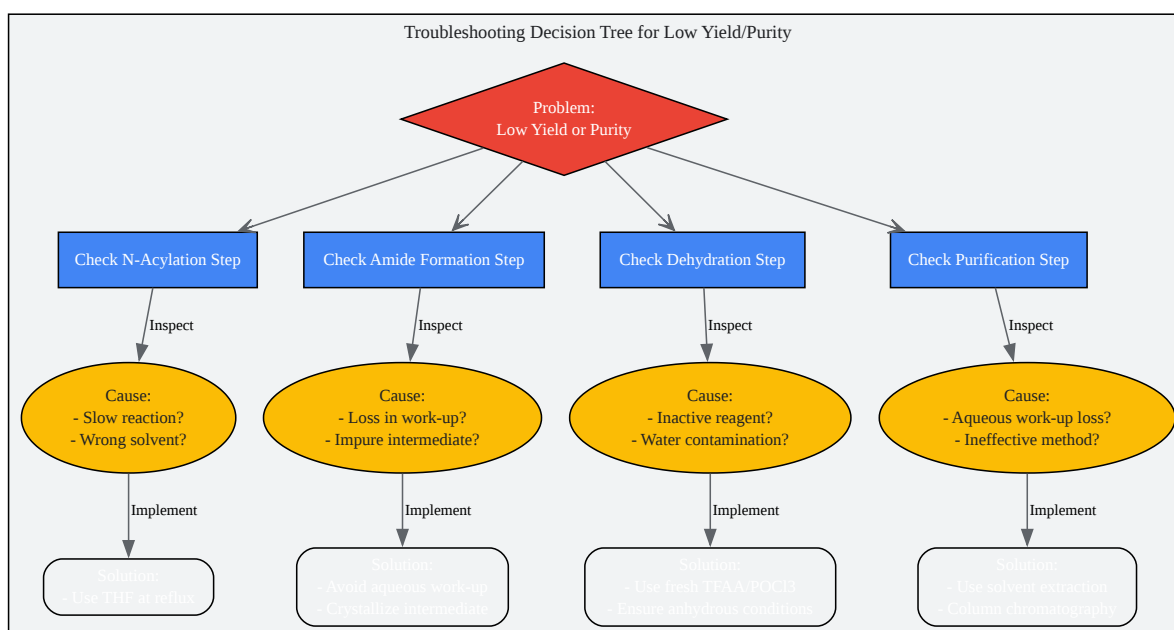 Troubleshooting Decision Tree for Low Yield/Purity
Problem:
Low Yield or Purity
Check N-Acylation Step
Check Amide Formation Step
Check Dehydration Step
Check Purification Step
Inspect
Inspect
Inspect
Inspect
Cause:
- Slow reaction?
- Wrong solvent?
Cause:
- Loss in work-up?
- Impure intermediate?
Cause:
- Inactive reagent?
- Water contamination?
Cause:
- Aqueous work-up loss?
- Ineffective method?
Implement
Implement
Implement
Implement
Solution:
- Use THF at reflux
Solution:
- Avoid aqueous work-up
- Crystallize intermediate
Solution:
- Use fresh TFAA/POCl3
- Ensure anhydrous conditions
Solution:
- Use solvent extraction
- Column chromatography